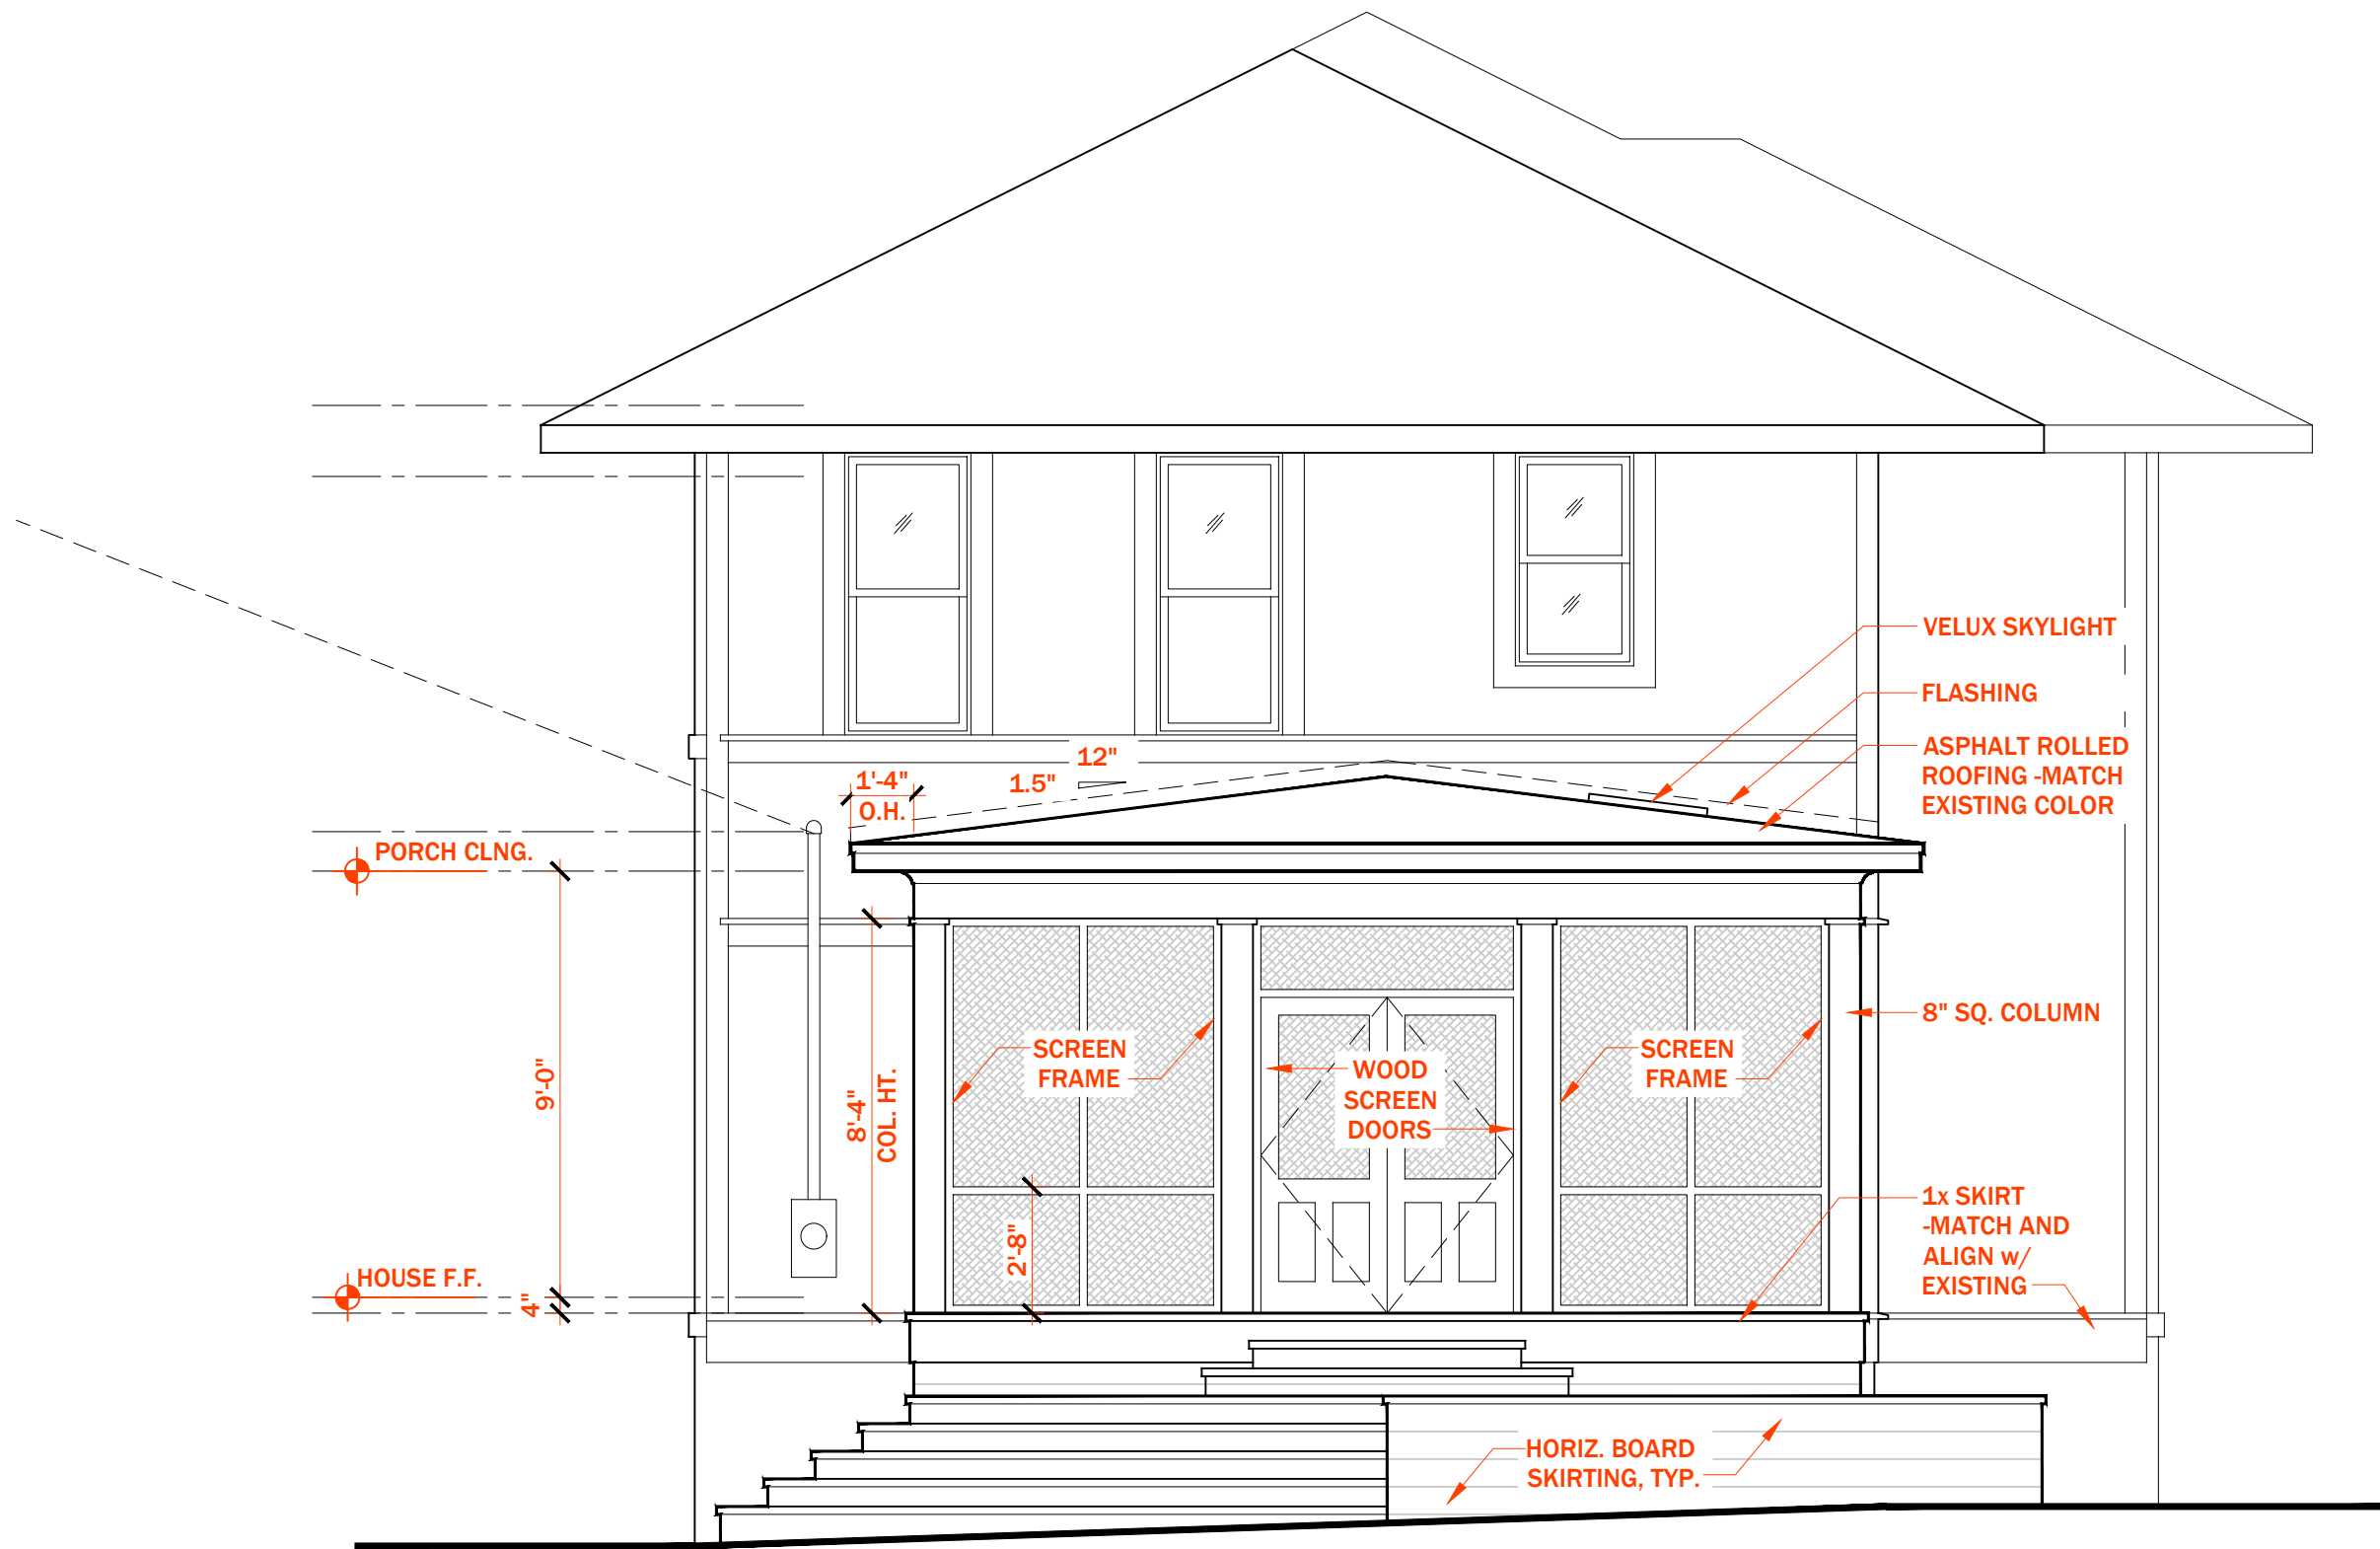 VELUX SKYLIGHT
FLASHING
12"
1.5"
1'-4"
O.H.
ASPHALT ROLLED
ROOFING -MATCH
EXISTING COLOR
PORCH CLNG.
9'-0"
8'-4"
COL. HT.
SCREEN
FRAME
WOOD
SCREEN
DOORS
SCREEN
FRAME
8" SQ. COLUMN
2'-8"
1x SKIRT
-MATCH AND
ALIGN w/
EXISTING
HOUSE F.F.
4"
HORIZ. BOARD
SKIRTING, TYP.